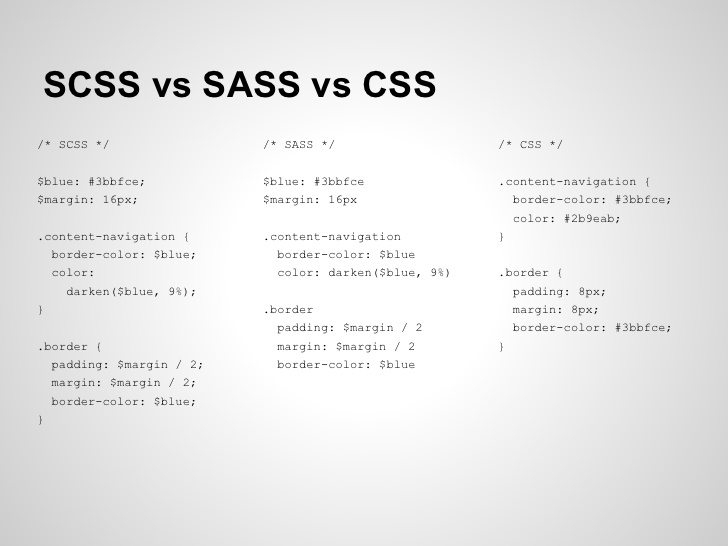 SCSS vs SASS vs CSS
/* SCSS */
$blue: #3bbfce;
$margin: 16px;
.content-navigation {
border-color: $blue;
color:
darken($blue, 9%);
}
.border {
padding: $margin / 2;
margin: $margin / 2;
border-color: $blue;
}
/* SASS */
$blue: #3bbfce
$margin: 16px
.content-navigation
border-color: $blue
color: darken($blue, 9%)
.border
padding: $margin / 2
margin: $margin / 2
border-color: $blue
/* CSS */
.content-navigation {
border-color: #3bbfce;
color: #2b9eab;
}
.border {
padding: 8px;
margin: 8px;
border-color: #3bbfce;
}